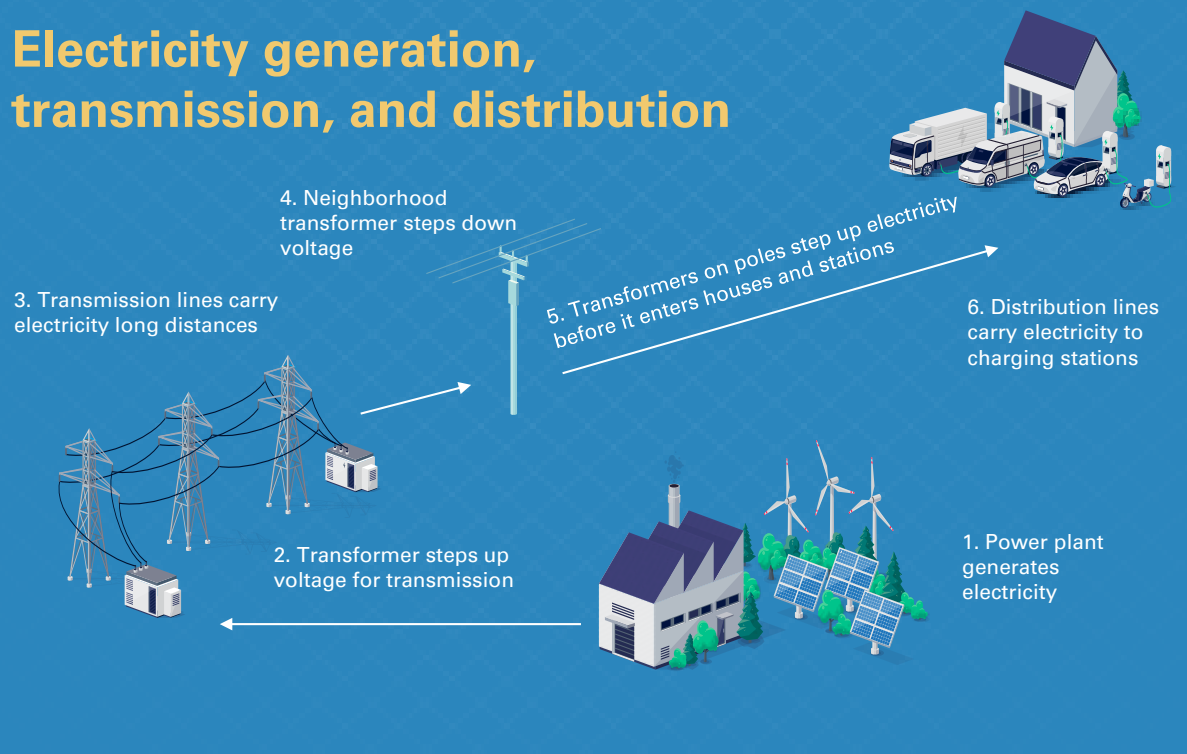 Electricity generation,
transmission, and distribution
4. Neighborhood
transformer steps down
voltage
3. Transmission lines carry
electricity long distances
5. Transformers on poles step up electricity
before it enters houses and stations
6. Distribution lines
carry electricity to
charging stations
2. Transformer steps up
voltage for transmission
1. Power plant
generates
electricity